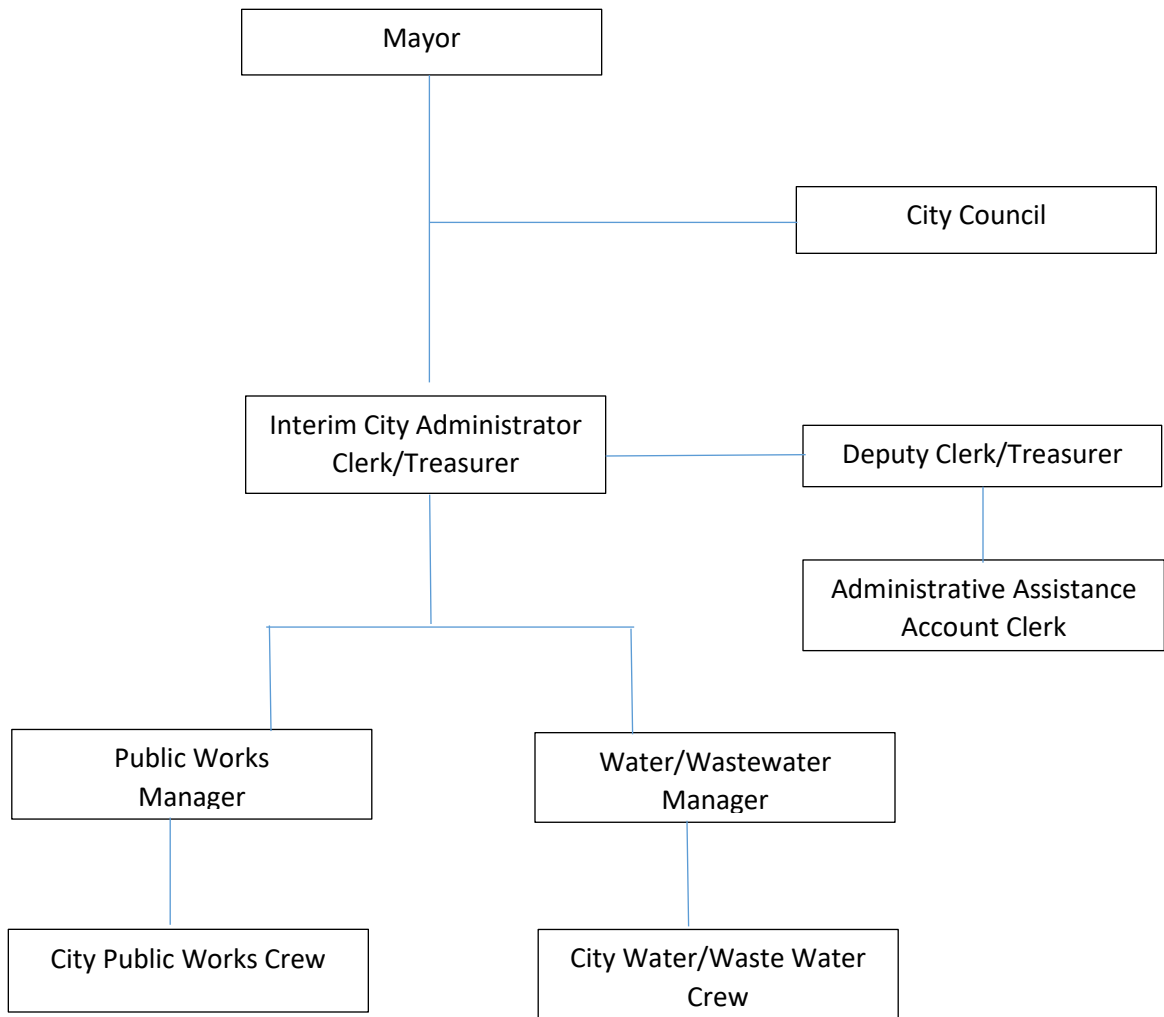 Mayor
City Council
Interim City Administrator
Clerk/Treasurer
Deputy Clerk/Treasurer
Administrative Assistance
Account Clerk
Public Works
Manager
Water/Wastewater
Manager
City Public Works Crew
City Water/Waste Water
Crew